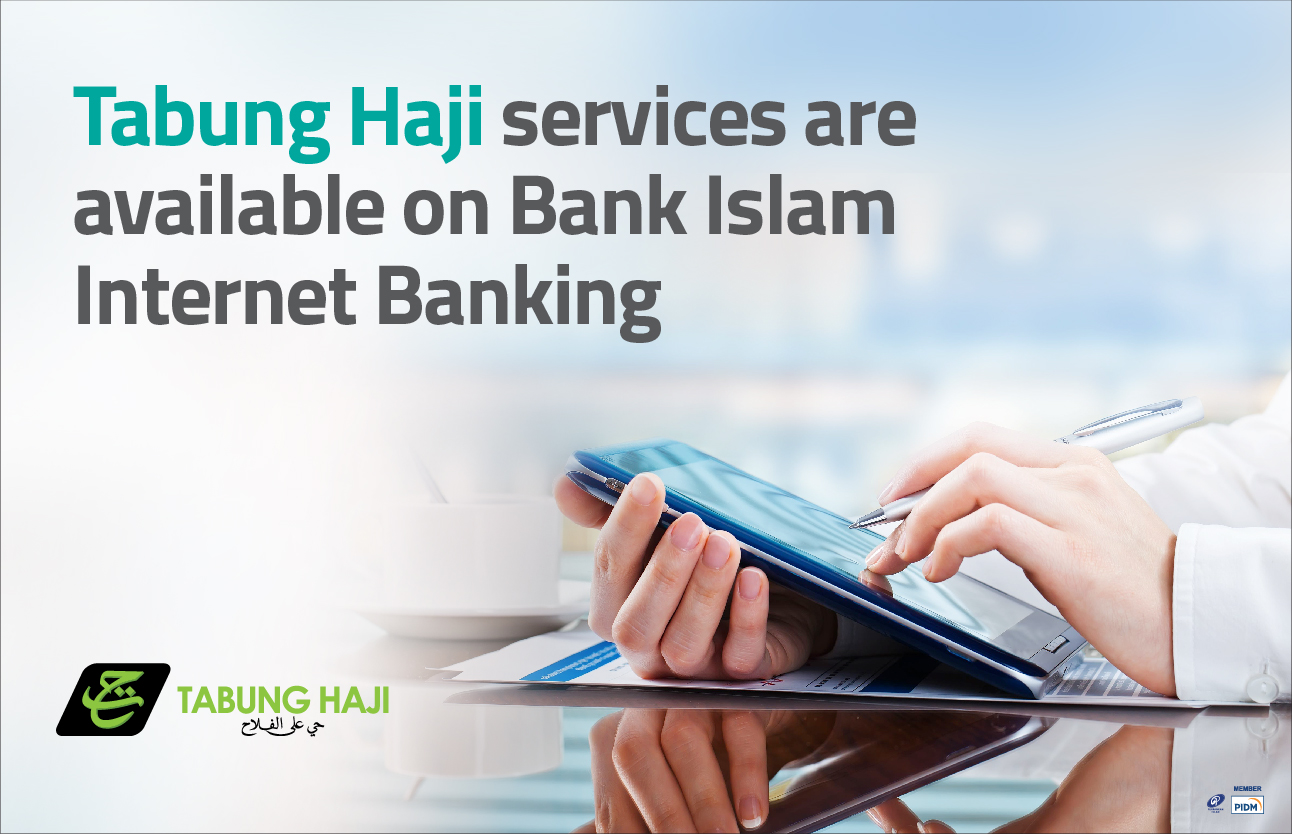 Tabung Haji services are
available on Bank Islam
Internet Banking
TABUNG HAJI
حي على الفلاح
MEMBER
PIDM